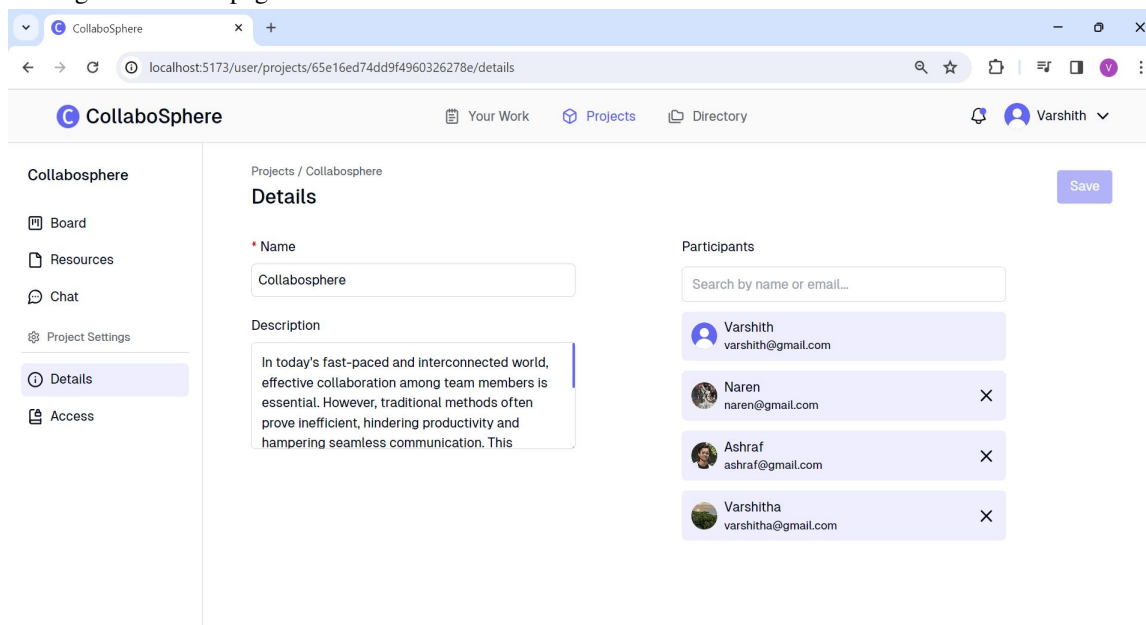 CollaboSphere
localhost:5173/user/projects/65e16ed74dd9f4960326278e/details
V
C CollaboSphere
Your Work
Projects
Directory
Varshith
Collabosphere
Board
Resources
Chat
Project Settings
Details
Access
Projects / Collabosphere
Details
Save
* Name
Collabosphere
Description
In today's fast-paced and interconnected world,
effective collaboration among team members is
essential. However, traditional methods often
prove inefficient, hindering productivity and
hampering seamless communication. This
Participants
Search by name or email...
Varshith
varshith@gmail.com
Naren
naren@gmail.com
Ashraf
ashraf@gmail.com
Varshitha
varshitha@gmail.com